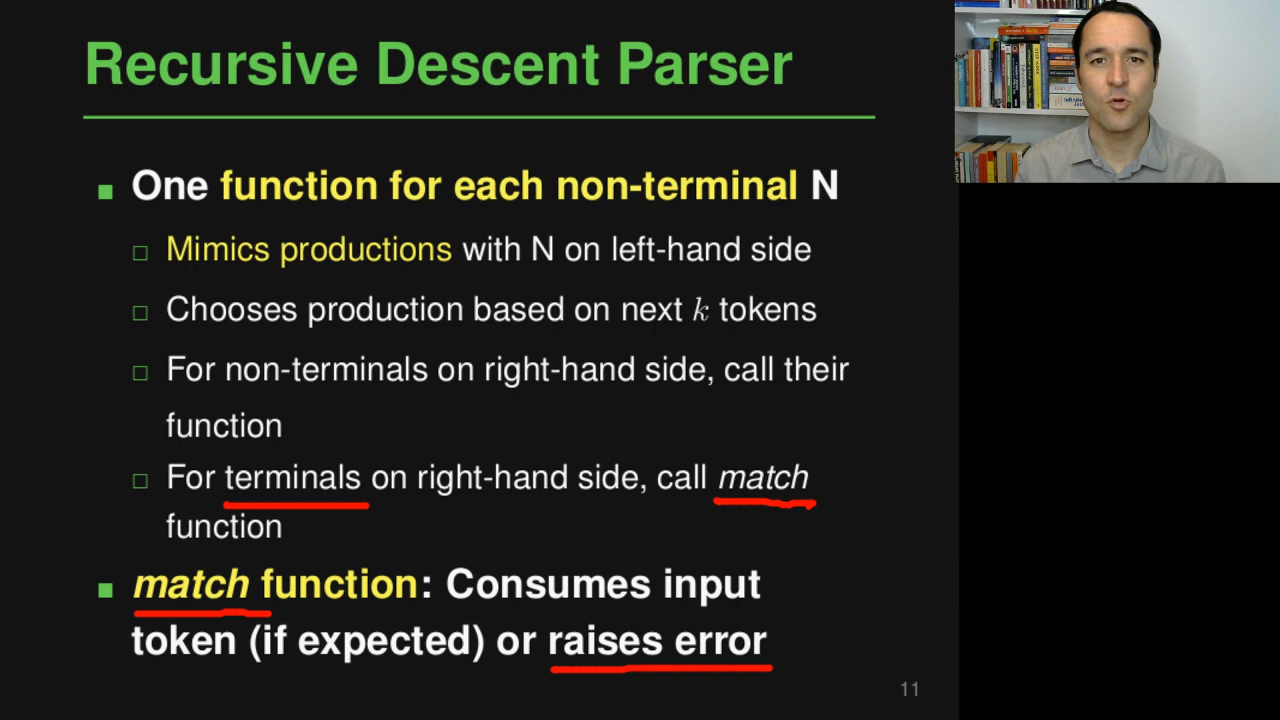 Recursive Descent Parser
One function for each non-terminal N
Mimics productions with N on left-hand side
Chooses production based on next k tokens
For non-terminals on right-hand side, call their
function
For terminals on right-hand side, call match
function
match function: Consumes input
token (if expected) or raises error
11